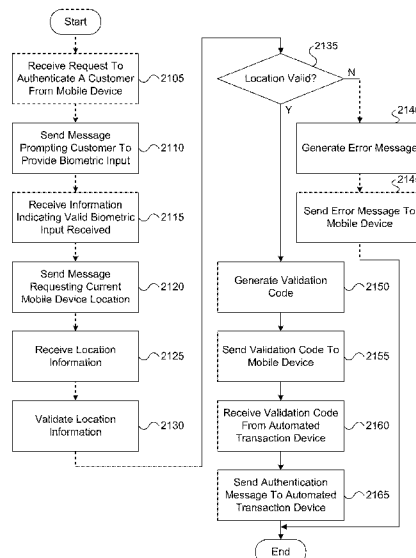 Start
Receive Request To
Authenticate A Customer
From Mobile Device
2105
Send Message
Prompting Customer To
Provide Biometric Input
2110
Receive Information
Indicating Valid Biometric
Input Received
2115
Send Message
Requesting Current
Mobile Device Location
2120
Receive Location
Information
2125
Validate Location
Information
2130
Location Valid?
2135
N
Y
Generate Error Message
Send Error Message To
Mobile Device
Generate Validation
Code
2150
Send Validation Code To
Mobile Device
2155
Receive Validation Code
From Automated
Transaction Device
2160
Send Authentication
Message To Automated
Transaction Device
2165
End